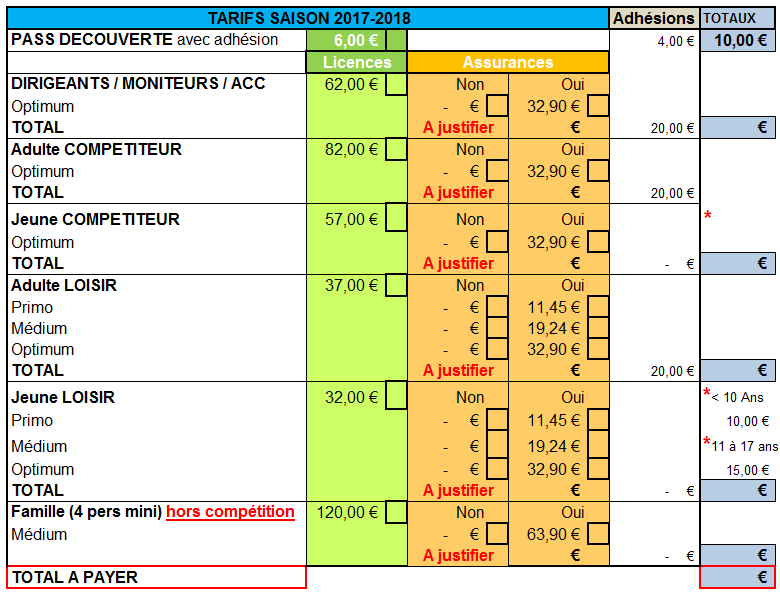 TARIFS SAISON 2017-2018 Adhésions TOTAUX
PASS DECOUVERTE avec adhésion 6,00 € 4,00 € 10,00 €
Licences Assurances
DIRIGEANTS / MONITEURS / ACC 62,00 € Non Oui
Optimum - € 32,90 €
TOTAL A justifier € 20,00 € €
Adulte COMPETITEUR 82,00 € Non Oui
Optimum - € 32,90 €
TOTAL A justifier € 20,00 €
Jeune COMPETITEUR 57,00 € Non Oui *
Optimum - € 32,90 €
TOTAL A justifier € - € €
Adulte LOISIR 37,00 € Non Oui
Primo - € 11,45 €
Médium - € 19,24 €
Optimum - € 32,90 €
TOTAL A justifier € 20,00 € €
Jeune LOISIR 32,00 € Non Oui *< 10 Ans
Primo - € 11,45 € 10,00 €
Médium - € 19,24 € *11 à 17 ans
Optimum - € 32,90 € 15,00 €
TOTAL A justifier € - € €
Famille (4 pers mini) hors compétition 120,00 € Non Oui
Médium - € 63,90 €
A justifier € - € €
TOTAL A PAYER €